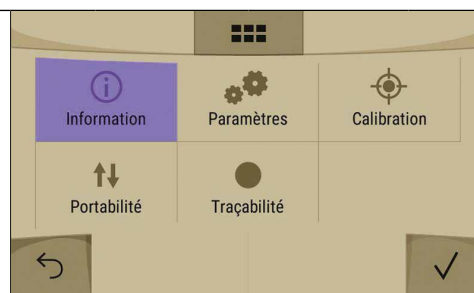 Information
Paramètres
Calibration
Portabilité
Traçabilité